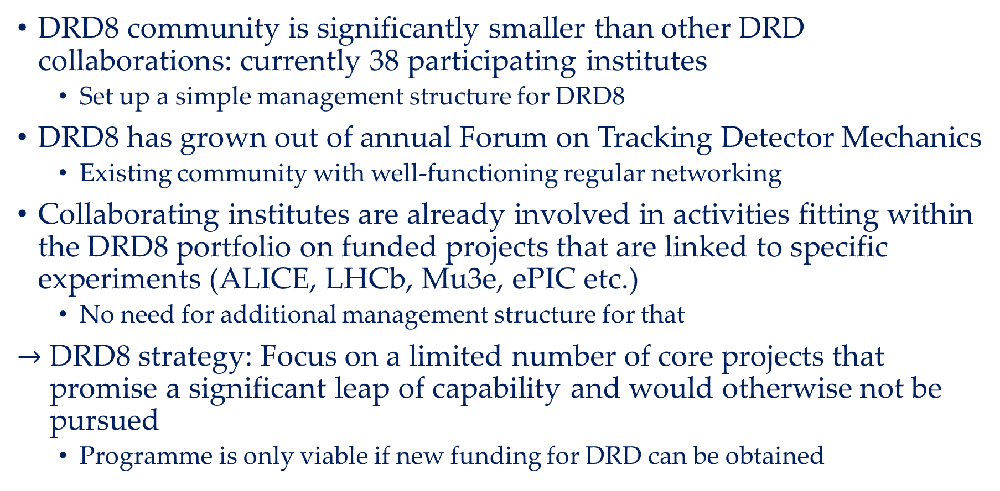 • DRD8 community is significantly smaller than other DRD
collaborations: currently 38 participating institutes
• Set up a simple management structure for DRD8
• DRD8 has grown out of annual Forum on Tracking Detector Mechanics
• Existing community with well-functioning regular networking
• Collaborating institutes are already involved in activities fitting within
the DRD8 portfolio on funded projects that are linked to specific
experiments (ALICE, LHCb, Mu3e, ePIC etc.)
• No need for additional management structure for that
→ DRD8 strategy: Focus on a limited number of core projects that
promise a significant leap of capability and would otherwise not be
pursued
• Programme is only viable if new funding for DRD can be obtained